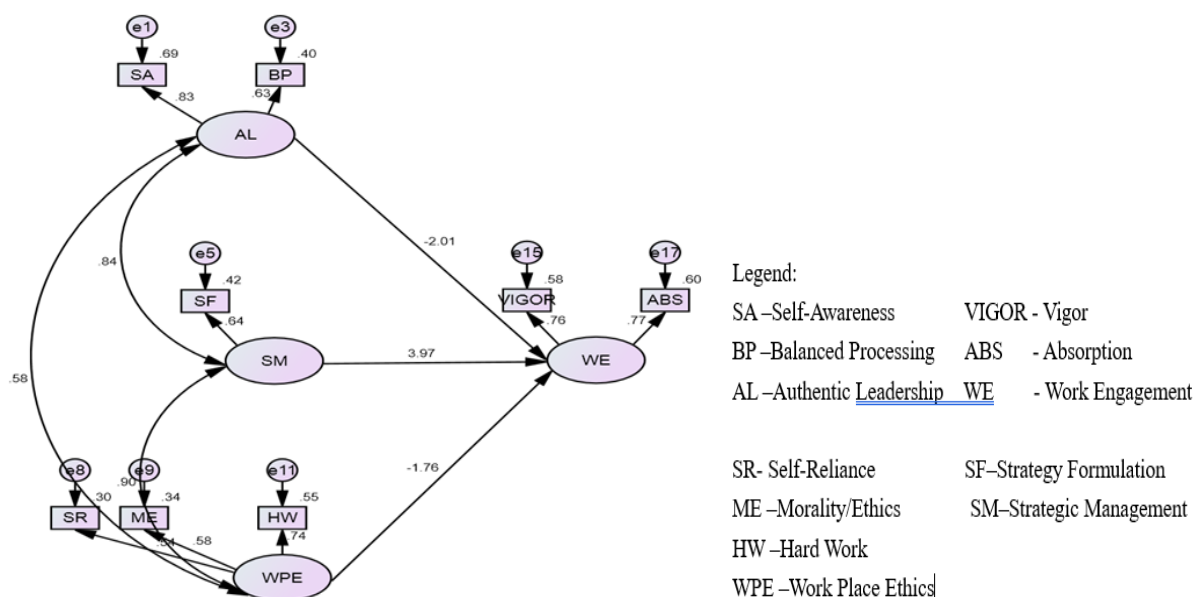 e1
e3
.69
.40
SA
BP
.83
.63
AL
-2.01
e5
e15
e17
.84
.42
.58
.60
SF
VIGOR
ABS
.64
.76
.77
SM
3.97
WE
.58
-1.76
e8
e9
e11
.90
.30
.34
.55
SR
ME
HW
.54
.58
.74
WPE
Legend:
SA –Self-Awareness VIGOR - Vigor
BP –Balanced Processing ABS - Absorption
AL –Authentic Leadership WE - Work Engagement
SR- Self-Reliance SF–Strategy Formulation
ME –Morality/Ethics SM–Strategic Management
HW –Hard Work
WPE –Work Place Ethics